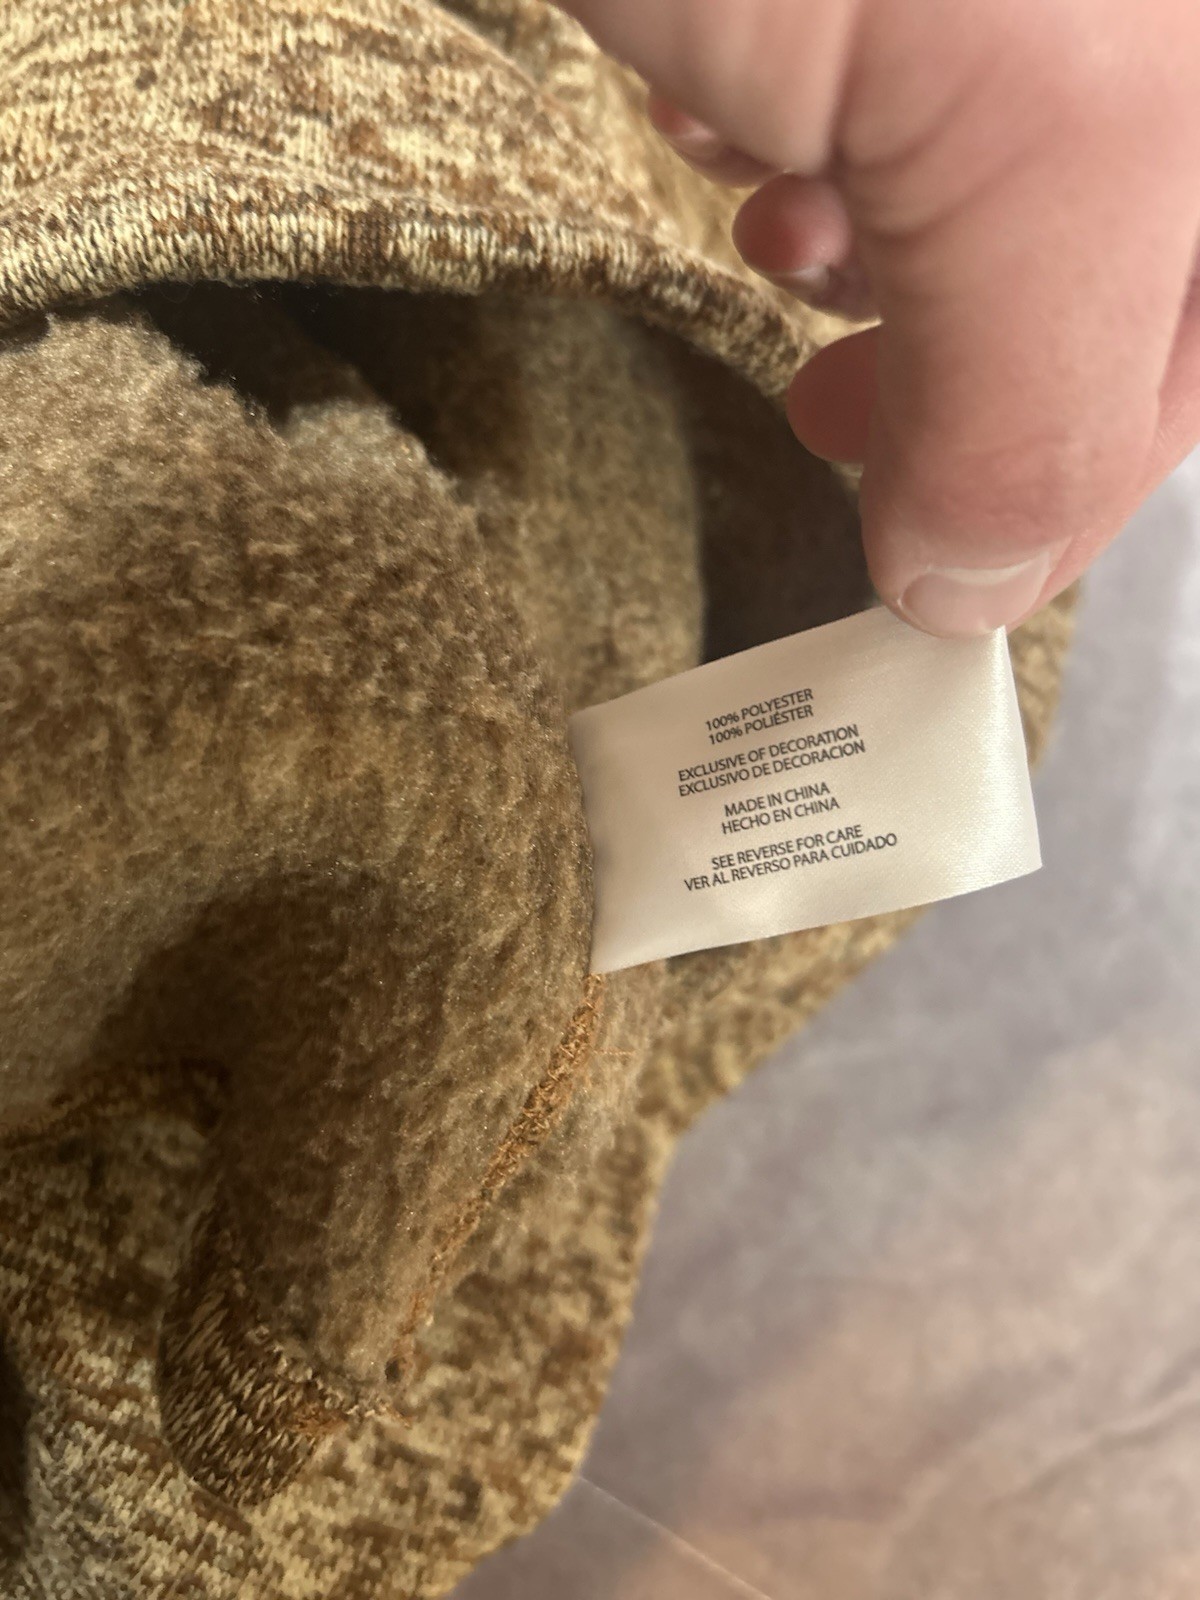 100% POLYESTER
100% POLIÉSTER
EXCLUSIVE OF DECORATION
EXCLUSIVO DE DECORACION
MADE IN CHINA
HECHO EN CHINA
SEE REVERSE FOR CARE
VER AL REVERSO PARA CUIDADO